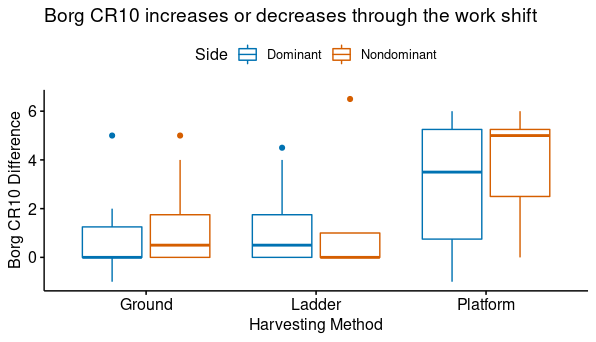 Borg CR10 increases or decreases through the work shift
Side Dominant Nondominant
Borg CR10 Difference
6
4
2
0
Ground Ladder Platform
Harvesting Method